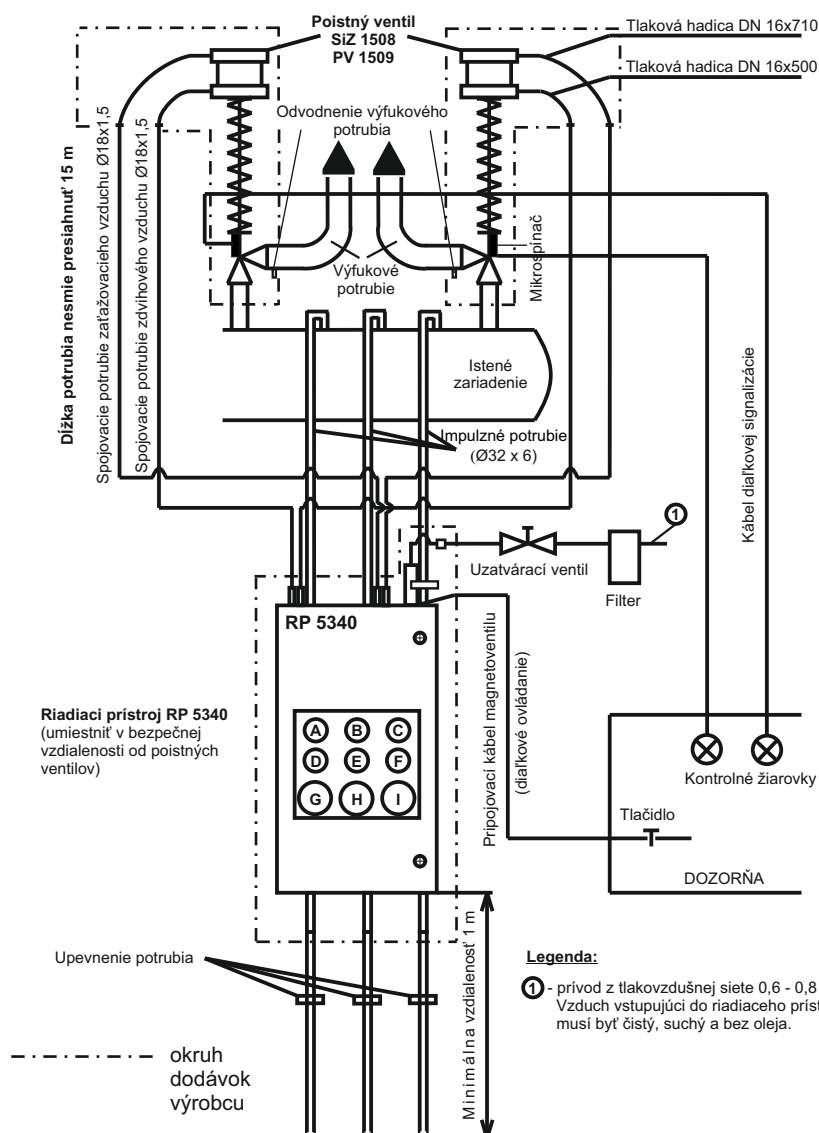 Poistný ventil
SiZ 1508
PV 1509
Tlaková hadica DN 16x710
Tlaková hadica DN 16x500
Odvodnenie výfukového
potrubia
Dĺžka potrubia nesmie presiahnuť 15 m
Spojovacie potrubie zaťažovacieho vzduchu Ø18x1,5
Spojovacie potrubie zdvihového vzduchu Ø18x1,5
Mikrospínač
Výfukové
potrubie
Istené
zariadenie
Impulzné potrubie
(Ø32 x 6)
Kábel diaľkovej signalizácie
1
Uzatvárací ventil
Filter
RP 5340
Riadiaci prístroj RP 5340
(umiestniť v bezpečnej
vzdialenosti od poistných
ventilov)
A B C
D E F
G H I
Pripojovací kábel magnetoventilu
(diaľkové ovládanie)
Kontrolné žiarovky
Tlačidlo
DOZORŇA
Minimálna vzdialenosť 1 m
Upevnenie potrubia
Legenda:
1 - prívod z tlakovzdušnej siete 0,6 - 0,8
Vzduch vstupujúci do riadiaceho príst
musí byť čistý, suchý a bez oleja.
okruh
dodávok
výrobcu